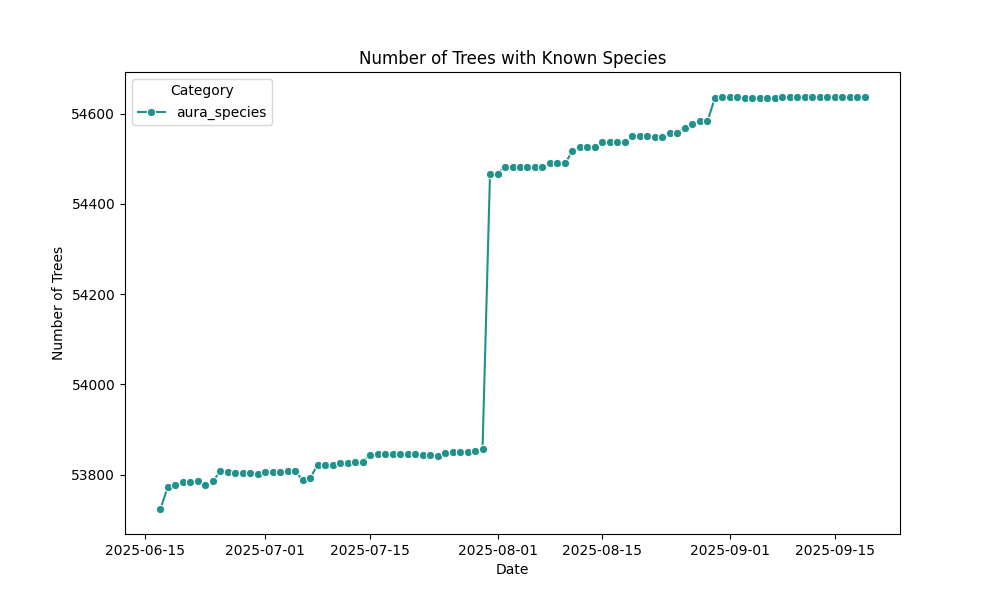 Number of Trees with Known Species
Category
aura_species
54600
54400
54200
54000
53800
Number of Trees
2025-06-15
2025-07-01
2025-07-15
2025-08-01
2025-08-15
2025-09-01
2025-09-15
Date